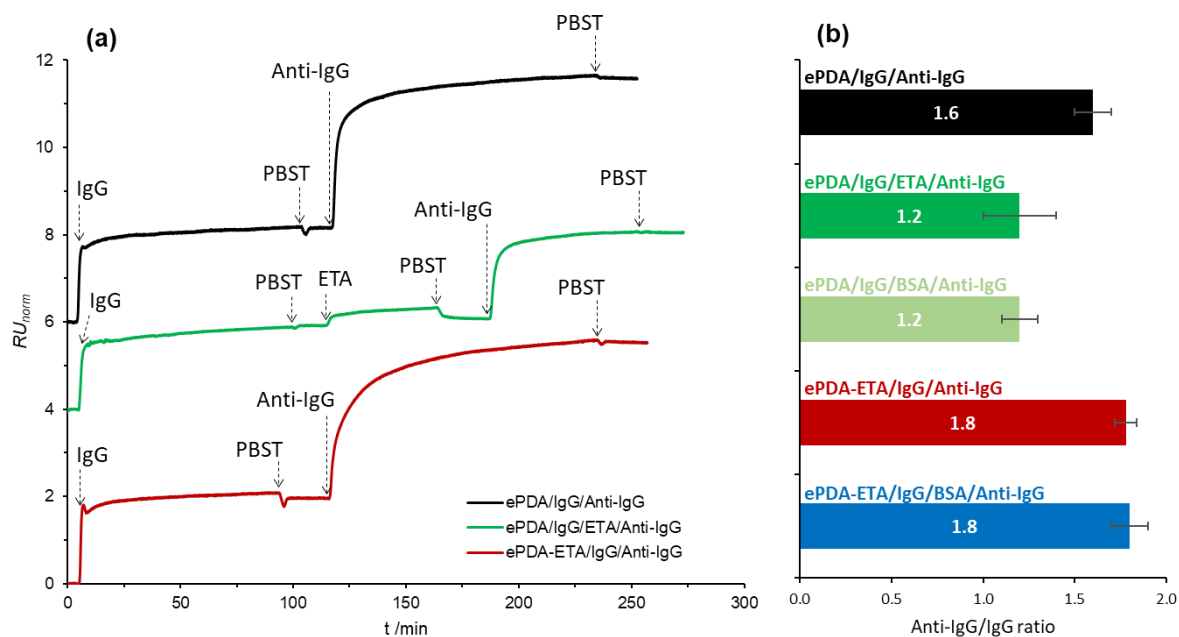 (a)
12
10
8
6
4
2
0
RUnorm
0
50
100
150
200
250
300
t /min
IgG
PBST
Anti-IgG
PBST
IgG
PBST
ETA
PBST
Anti-IgG
PBST
IgG
PBST
Anti-IgG
PBST
ePDA/IgG/Anti-IgG
ePDA/IgG/ETA/Anti-IgG
ePDA-ETA/IgG/Anti-IgG
(b)
ePDA/IgG/Anti-IgG
1.6
ePDA/IgG/ETA/Anti-IgG
1.2
ePDA/IgG/BSA/Anti-IgG
1.2
ePDA-ETA/IgG/Anti-IgG
1.8
ePDA-ETA/IgG/BSA/Anti-IgG
1.8
0.0
0.5
1.0
1.5
2.0
Anti-IgG/IgG ratio